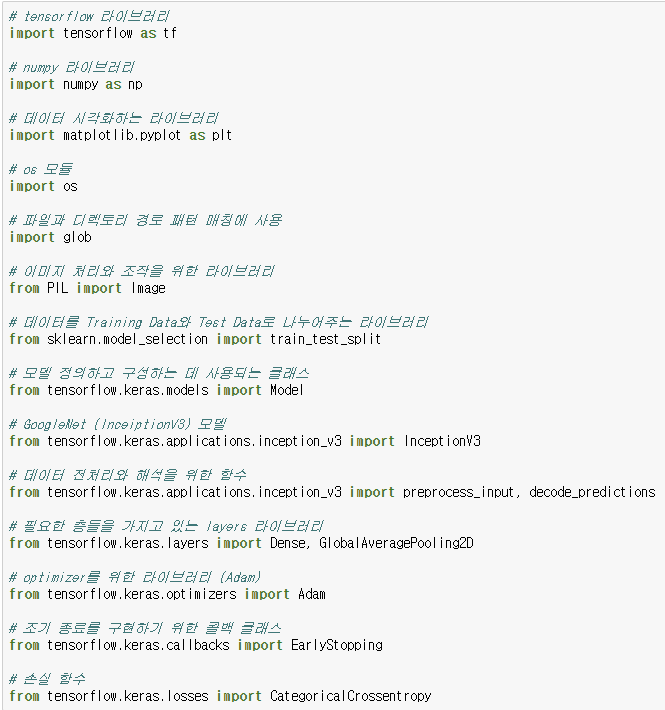 # tensorflow 라이브러리
import tensorflow as tf
# numpy 라이브러리
import numpy as np
# 데이터 시각화하는 라이브러리
import matplotlib.pyplot as plt
# os 모듈
import os
# 파일과 디렉토리 경로 패턴 매칭에 사용
import glob
# 이미지 처리와 조작을 위한 라이브러리
from PIL import Image
# 데이터를 Training Data와 Test Data로 나누어주는 라이브러리
from sklearn.model_selection import train_test_split
# 모델 정의하고 구성하는 데 사용되는 클래스
from tensorflow.keras.models import Model
# GoogleNet (InceiptionV3) 모델
from tensorflow.keras.applications.inception_v3 import InceptionV3
# 데이터 전처리와 해석을 위한 함수
from tensorflow.keras.applications.inception_v3 import preprocess_input, decode_predictions
# 필요한 층들을 가지고 있는 layers 라이브러리
from tensorflow.keras.layers import Dense, GlobalAveragePooling2D
# optimizer를 위한 라이브러리 (Adam)
from tensorflow.keras.optimizers import Adam
# 조기 종료를 구현하기 위한 콜백 클래스
from tensorflow.keras.callbacks import EarlyStopping
# 손실 함수
from tensorflow.keras.losses import CategoricalCrossentropy